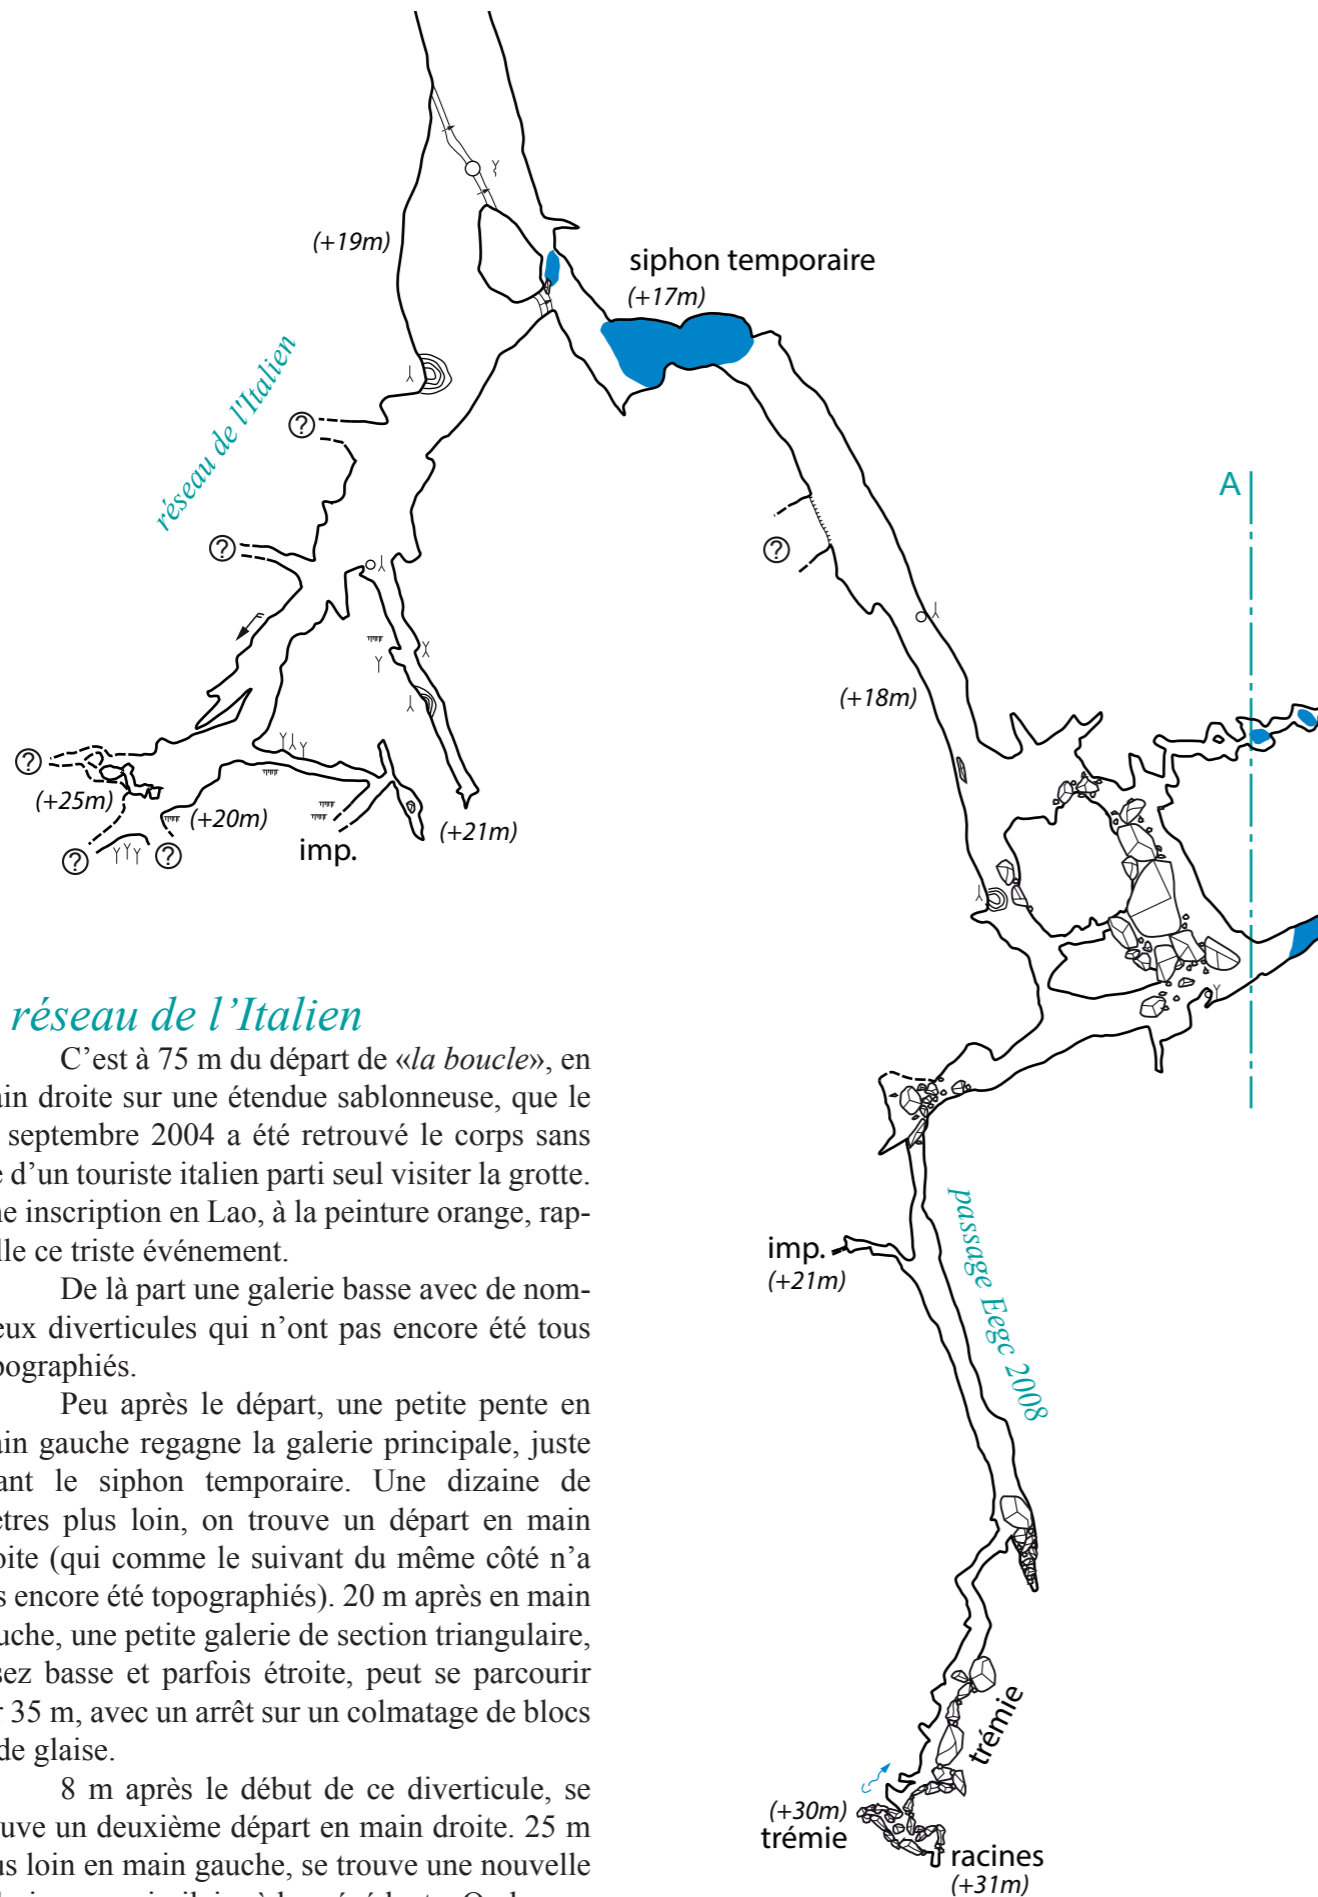 (+19m)
siphon temporaire
(+17m)
réseau de l'Italien
?
?
?
A
(+18m)
?
(+25m)
(+20m)
(+21m)
imp.
?
?
réseau de l’Italien
C’est à 75 m du départ de «la boucle», en
ain droite sur une étendue sablonneuse, que le
septembre 2004 a été retrouvé le corps sans
e d’un touriste italien parti seul visiter la grotte.
ne inscription en Lao, à la peinture orange, rap-
lle ce triste événement.
De là part une galerie basse avec de nom-
eux diverticules qui n’ont pas encore été tous
pographiés.
Peu après le départ, une petite pente en
ain gauche regagne la galerie principale, juste
ant le siphon temporaire. Une dizaine de
ètres plus loin, on trouve un départ en main
oite (qui comme le suivant du même côté n’a
s encore été topographiés). 20 m après en main
uche, une petite galerie de section triangulaire,
sez basse et parfois étroite, peut se parcourir
r 35 m, avec un arrêt sur un colmatage de blocs
de glaise.
8 m après le début de ce diverticule, se
uve un deuxième départ en main droite. 25 m
us loin en main gauche, se trouve une nouvelle
passage Eegc 2008
imp.
(+21m)
trémie
(+30m)
trémie
racines
(+31m)